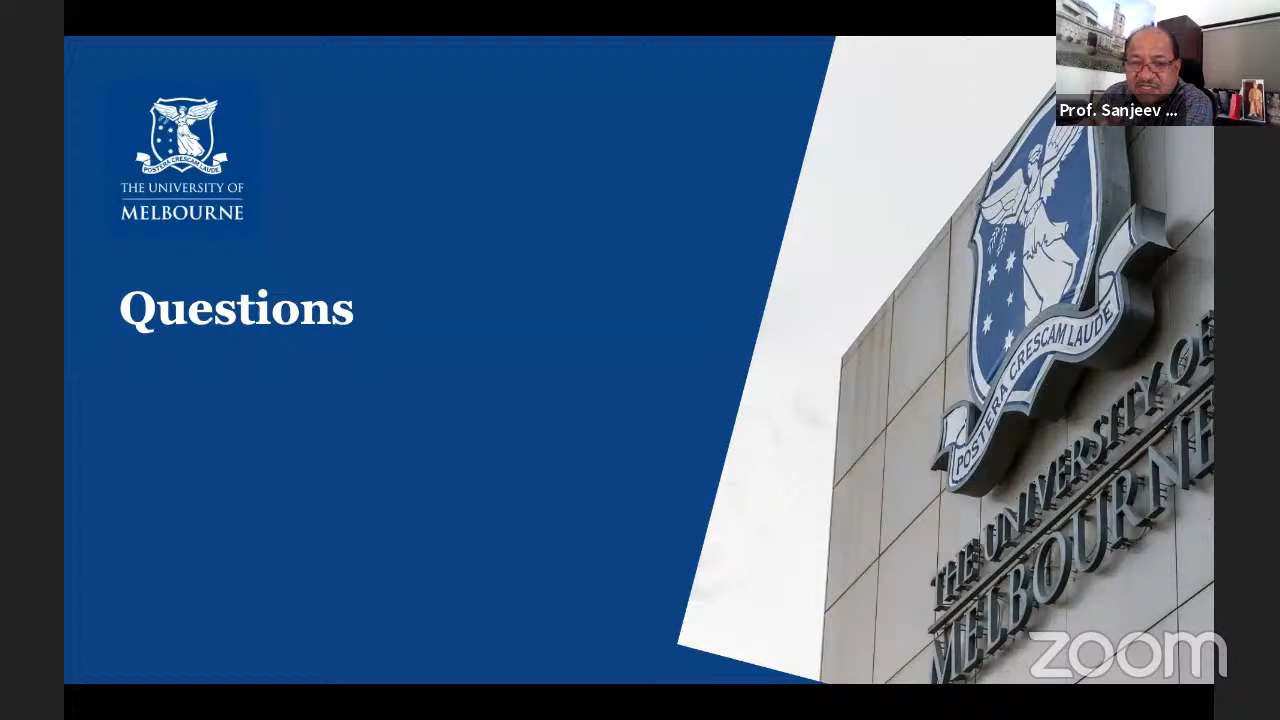 Prof. Sanjeev ...
POSTERA CRESCAM LAUDE
THE UNIVERSITY OF
MELBOURNE
Questions
POSTERA CRESCAM LAUDE
THE UNIVERSITY OF
MELBOURNE
zoom